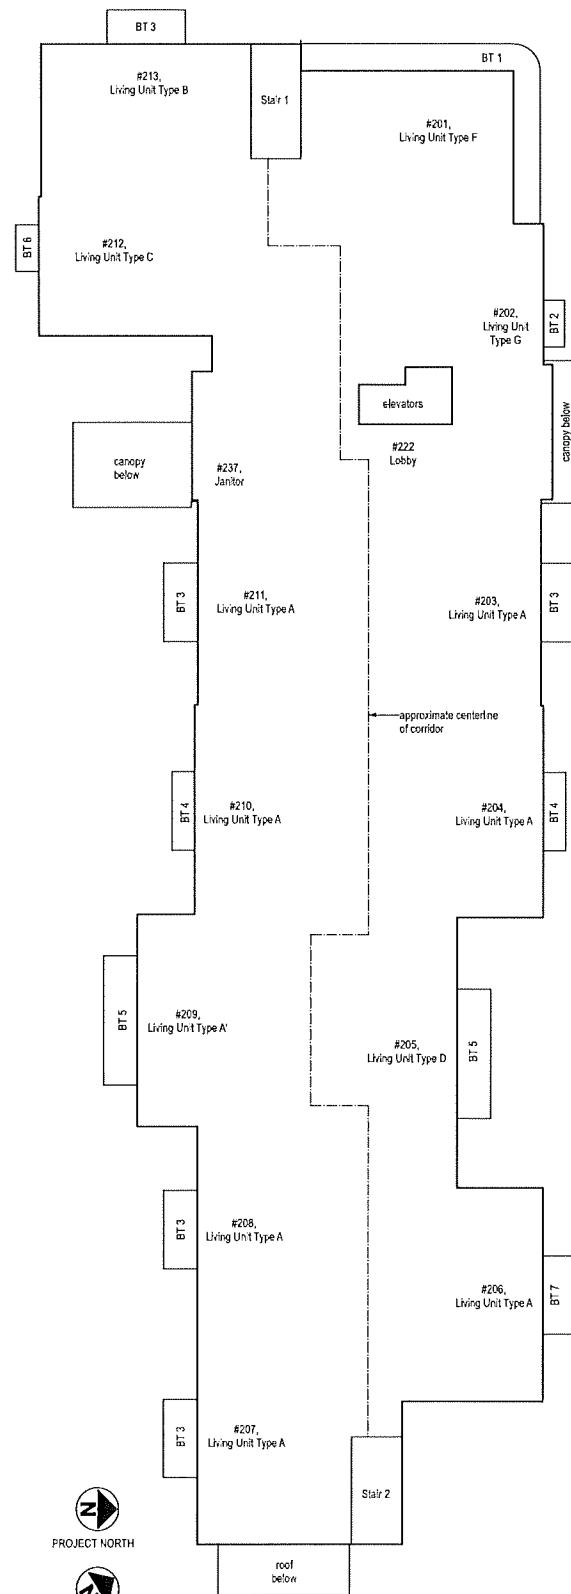 BT 3
BT 1
#213,
Living Unit Type B
Stair 1
#201,
Living Unit Type F
BT 6
#212,
Living Unit Type C
#202,
Living Unit
Type G
BT 2
elevators
canopy below
canopy
below
#237,
Janitor
#222
Lobby
BT 3
#211,
Living Unit Type A
#203,
Living Unit Type A
BT 3
approximate centerline
of corridor
BT 4
#210,
Living Unit Type A
#204,
Living Unit Type A
BT 4
BT 5
#209,
Living Unit Type A'
#205,
Living Unit Type D
BT 5
BT 3
#208,
Living Unit Type A
#206,
Living Unit Type A
BT 7
BT 3
#207,
Living Unit Type A
Stair 2
N
PROJECT NORTH
roof
below